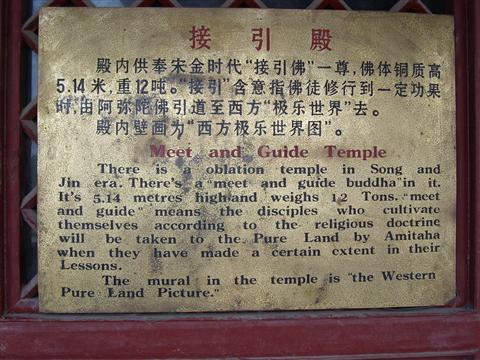 接引殿
殿内供奉宋金时代“接引佛”一尊，佛体铜质高
5.14米，重12吨。“接引”含意指佛徒修行到一定功果
时，由阿弥陀佛引道至西方“极乐世界”去。
殿内壁画为“西方极乐世界图”。
Meet and Guide Temple
There is a oblation temple in Song and
Jin era. There's a "meet and guide buddha" in it.
It's 5.14 metres high and weighs 12 Tons. "meet
and guide" means the disciples who cultivate
themselves according to the religious doctrine
will be taken to the Pure Land by Amitaha
when they have made a certain extent in their
Lessons.
The mural in the temple is "the Western
Pure Land Picture."